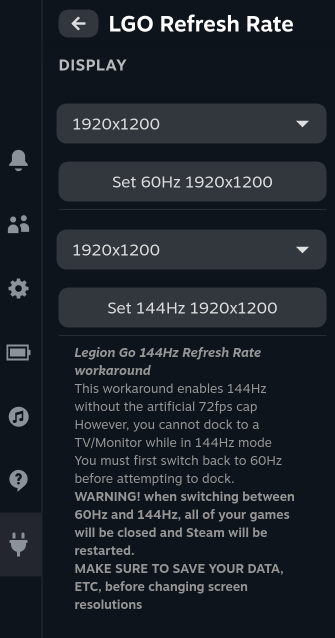 LGO Refresh Rate
DISPLAY
1920x1200
Set 60Hz 1920x1200
1920x1200
Set 144Hz 1920x1200
Legion Go 144Hz Refresh Rate
workaround
This workaround enables 144Hz
without the artificial 72fps cap
However, you cannot dock to a
TV/Monitor while in 144Hz mode
You must first switch back to 60Hz
before attempting to dock.
WARNING! when switching between
60Hz and 144Hz, all of your games
will be closed and Steam will be
restarted.
MAKE SURE TO SAVE YOUR DATA,
ETC, before changing screen
resolutions